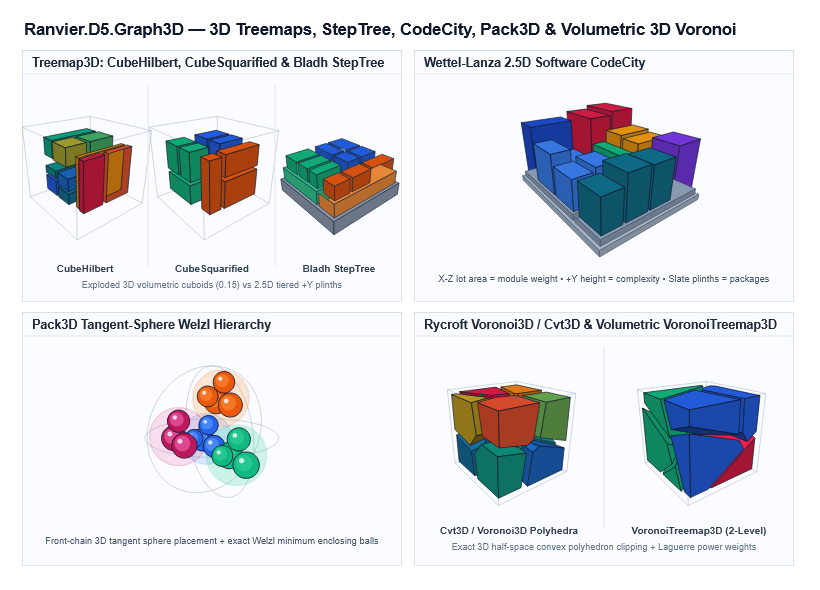 Ranvier.D5.Graph3D — 3D Treemaps, StepTree, CodeCity, Pack3D & Volumetric 3D Voronoi
Treemap3D: CubeHilbert, CubeSquarified & Bladh StepTree
CubeHilbert
CubeSquarified
Bladh StepTree
Exploded 3D volumetric cuboids (0.15) vs 2.5D tiered +Y plinths
Wettel-Lanza 2.5D Software CodeCity
X-Z lot area = module weight • +Y height = complexity • Slate plinths = packages
Pack3D Tangent-Sphere Welzl Hierarchy
Front-chain 3D tangent sphere placement + exact Welzl minimum enclosing balls
Rycroft Voronoi3D / Cvt3D & Volumetric VoronoiTreemap3D
Cvt3D / Voronoi3D Polyhedra
VoronoiTreemap3D (2-Level)
Exact 3D half-space convex polyhedron clipping + Laguerre power weights